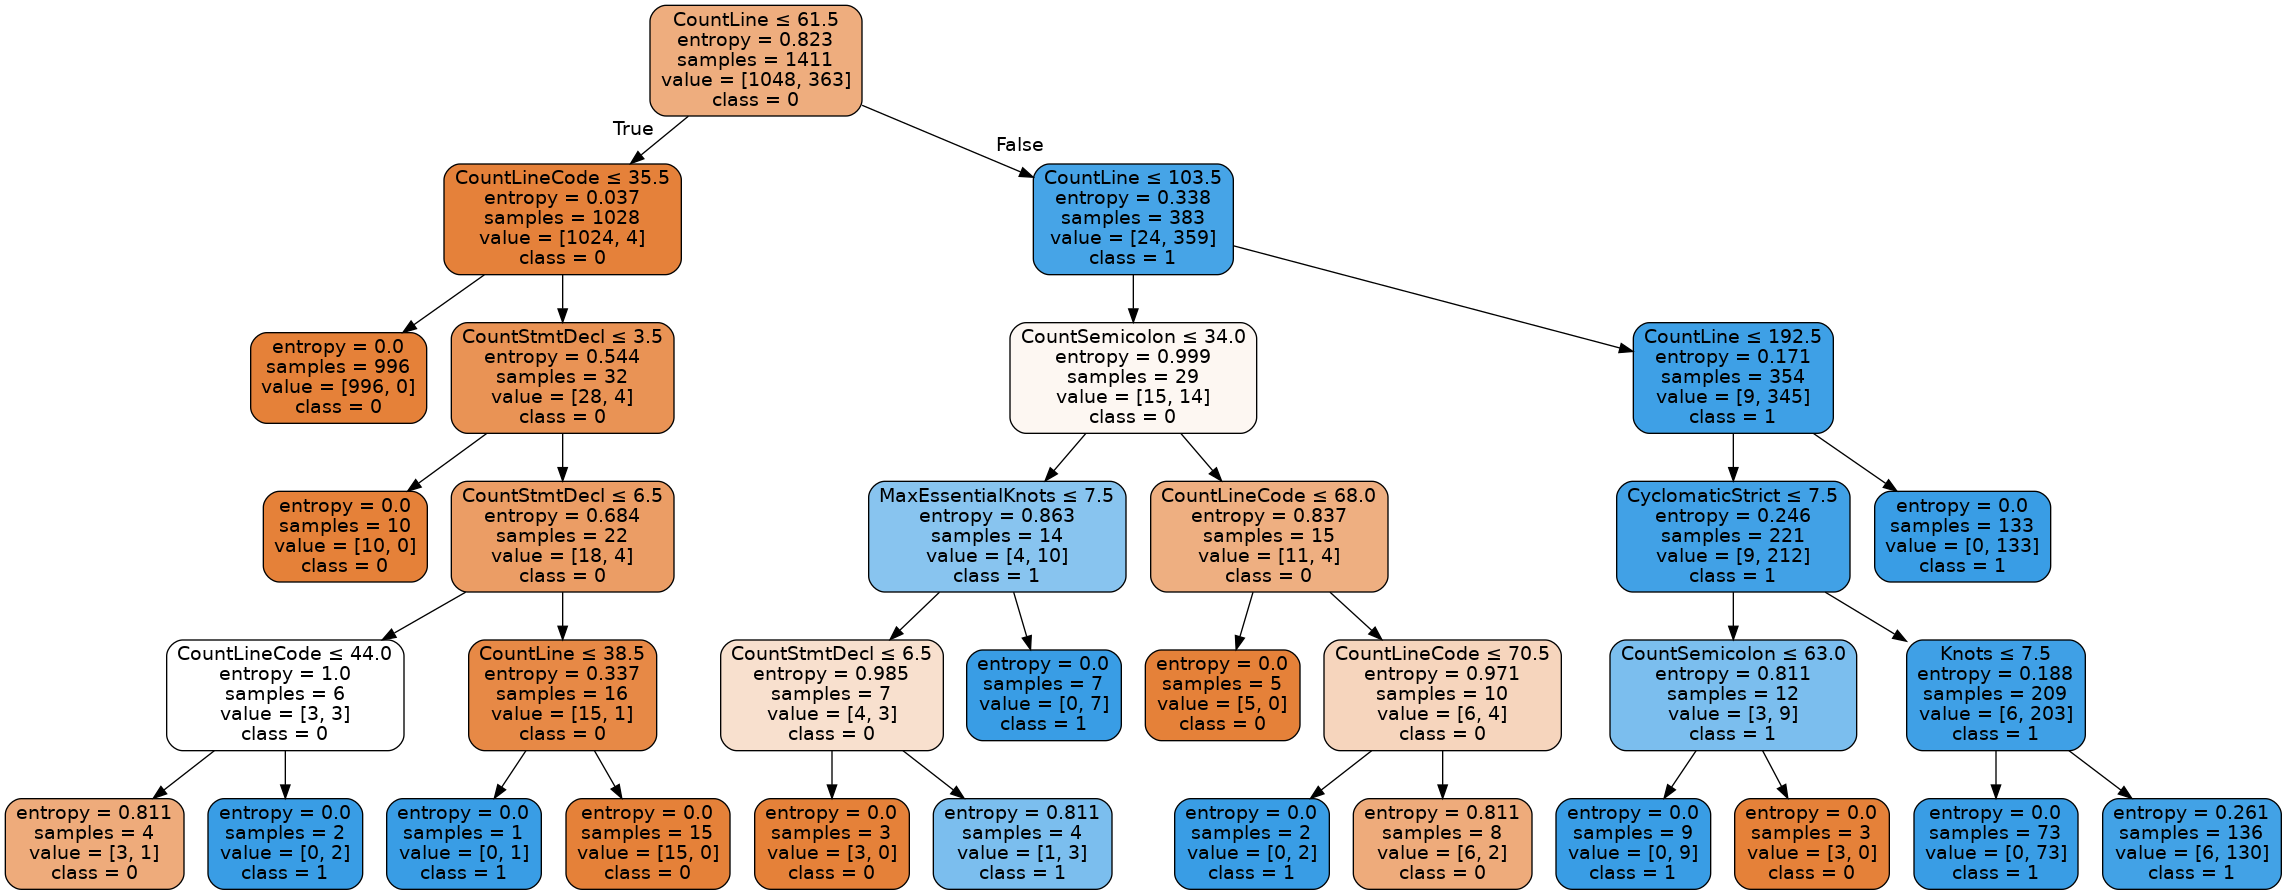 CountLine ≤ 61.5
entropy = 0.823
samples = 1411
value = [1048, 363]
class = 0
True
False
CountLineCode ≤ 35.5
entropy = 0.037
samples = 1028
value = [1024, 4]
class = 0
CountLine ≤ 103.5
entropy = 0.338
samples = 383
value = [24, 359]
class = 1
entropy = 0.0
samples = 996
value = [996, 0]
class = 0
CountStmtDecl ≤ 3.5
entropy = 0.544
samples = 32
value = [28, 4]
class = 0
CountSemicolon ≤ 34.0
entropy = 0.999
samples = 29
value = [15, 14]
class = 0
CountLine ≤ 192.5
entropy = 0.171
samples = 354
value = [9, 345]
class = 1
entropy = 0.0
samples = 10
value = [10, 0]
class = 0
CountStmtDecl ≤ 6.5
entropy = 0.684
samples = 22
value = [18, 4]
class = 0
MaxEssentialKnots ≤ 7.5
entropy = 0.863
samples = 14
value = [4, 10]
class = 1
CountLineCode ≤ 68.0
entropy = 0.837
samples = 15
value = [11, 4]
class = 0
CyclomaticStrict ≤ 7.5
entropy = 0.246
samples = 221
value = [9, 212]
class = 1
entropy = 0.0
samples = 133
value = [0, 133]
class = 1
CountLineCode ≤ 44.0
entropy = 1.0
samples = 6
value = [3, 3]
class = 0
CountLine ≤ 38.5
entropy = 0.337
samples = 16
value = [15, 1]
class = 0
CountStmtDecl ≤ 6.5
entropy = 0.985
samples = 7
value = [4, 3]
class = 0
entropy = 0.0
samples = 7
value = [0, 7]
class = 1
entropy = 0.0
samples = 5
value = [5, 0]
class = 0
CountLineCode ≤ 70.5
entropy = 0.971
samples = 10
value = [6, 4]
class = 0
CountSemicolon ≤ 63.0
entropy = 0.811
samples = 12
value = [3, 9]
class = 1
Knots ≤ 7.5
entropy = 0.188
samples = 209
value = [6, 203]
class = 1
entropy = 0.811
samples = 4
value = [3, 1]
class = 0
entropy = 0.0
samples = 2
value = [0, 2]
class = 1
entropy = 0.0
samples = 1
value = [0, 1]
class = 1
entropy = 0.0
samples = 15
value = [15, 0]
class = 0
entropy = 0.0
samples = 3
value = [3, 0]
class = 0
entropy = 0.811
samples = 4
value = [1, 3]
class = 1
entropy = 0.0
samples = 2
value = [0, 2]
class = 1
entropy = 0.811
samples = 8
value = [6, 2]
class = 0
entropy = 0.0
samples = 9
value = [0, 9]
class = 1
entropy = 0.0
samples = 3
value = [3, 0]
class = 0
entropy = 0.0
samples = 73
value = [0, 73]
class = 1
entropy = 0.261
samples = 136
value = [6, 130]
class = 1